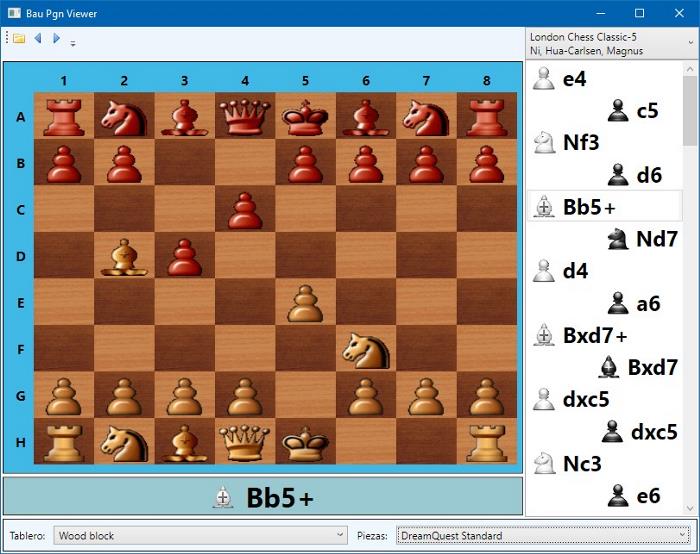 Bau Pgn Viewer
London Chess Classic-5
Ni, Hua-Carlsen, Magnus
1 2 3 4 5 6 7 8
A
B
C
D
E
F
G
H
e4
c5
Nf3
d6
Bb5+
Nd7
d4
a6
Bxd7+
Bxd7
dxc5
dxc5
Nc3
e6
Bb5+
Tablero: Wood block Piezas: DreamQuest Standard